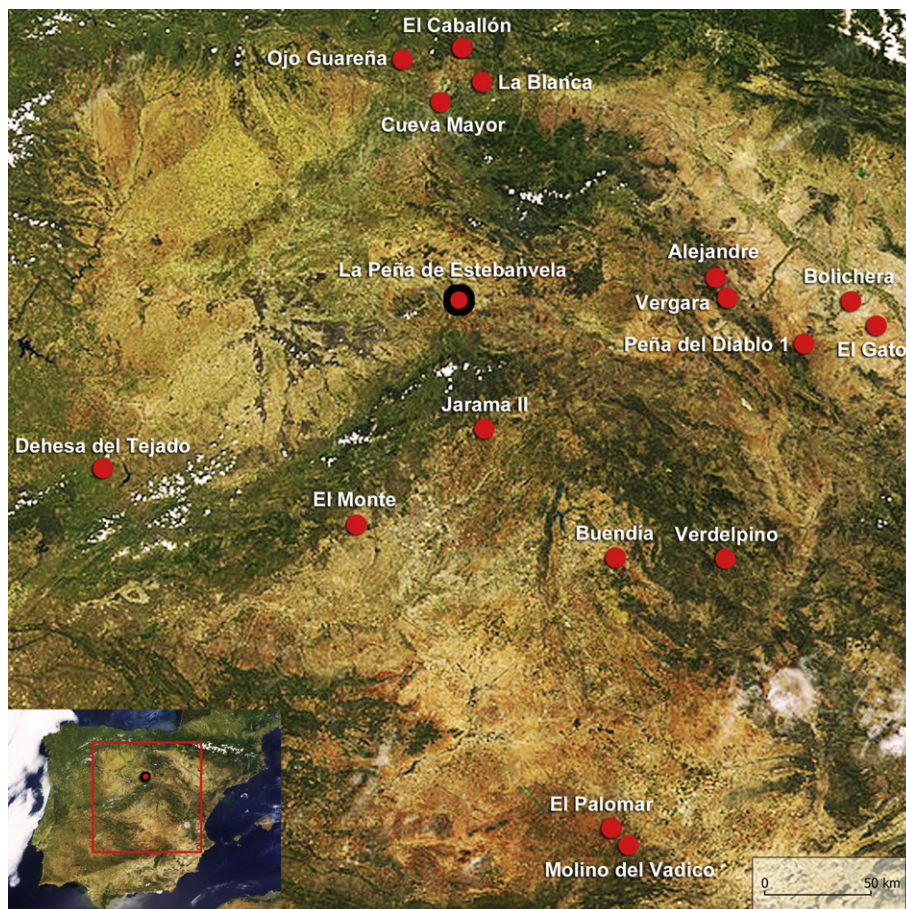 El Caballón
Ojo Guareña
La Blanca
Cueva Mayor
Alejandre
La Peña de Estebanvela
Bolichera
Vergara
Peña del Diablo 1
El Gato
Jarama II
Dehesa del Tejado
El Monte
Buendía
Verdelpino
El Palomar
Molino del Vadico
0
50 km